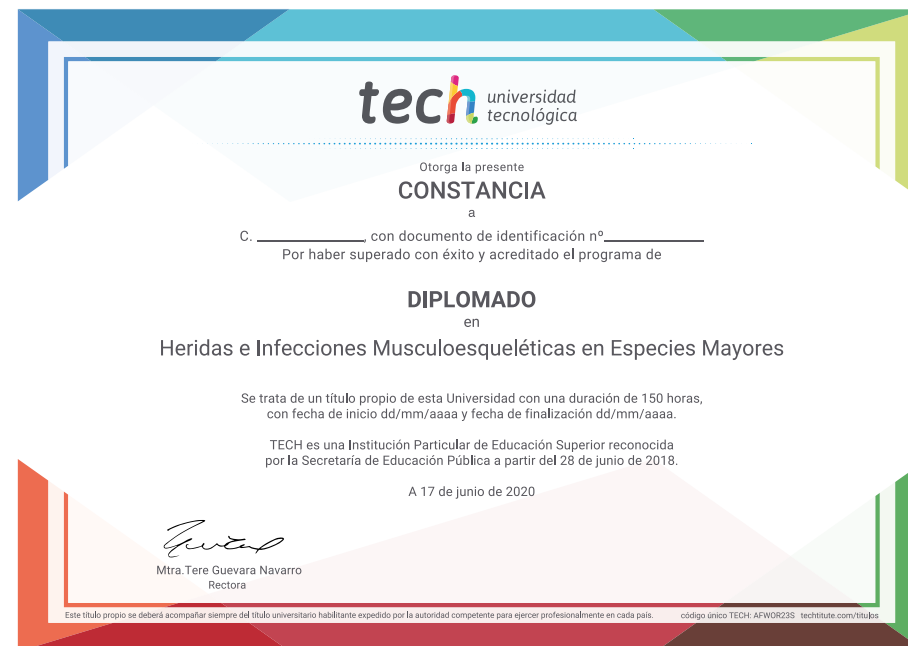 tech universidad
tecnológica
Otorga la presente
CONSTANCIA
a
C. ____________, con documento de identificación nº____________
Por haber superado con éxito y acreditado el programa de
DIPLOMADO
en
Heridas e Infecciones Musculoesqueléticas en Especies Mayores
Se trata de un título propio de esta Universidad con una duración de 150 horas,
con fecha de inicio dd/mm/aaaa y fecha de finalización dd/mm/aaaa.
TECH es una Institución Particular de Educación Superior reconocida
por la Secretaría de Educación Pública a partir del 28 de junio de 2018.
A 17 de junio de 2020
Mtra.Tere Guevara Navarro
Rectora
Este título propio se deberá acompañar siempre del título universitario habilitante expedido por la autoridad competente para ejercer profesionalmente en cada país. código único TECH: AFWOR23S techtitute.com/titulos